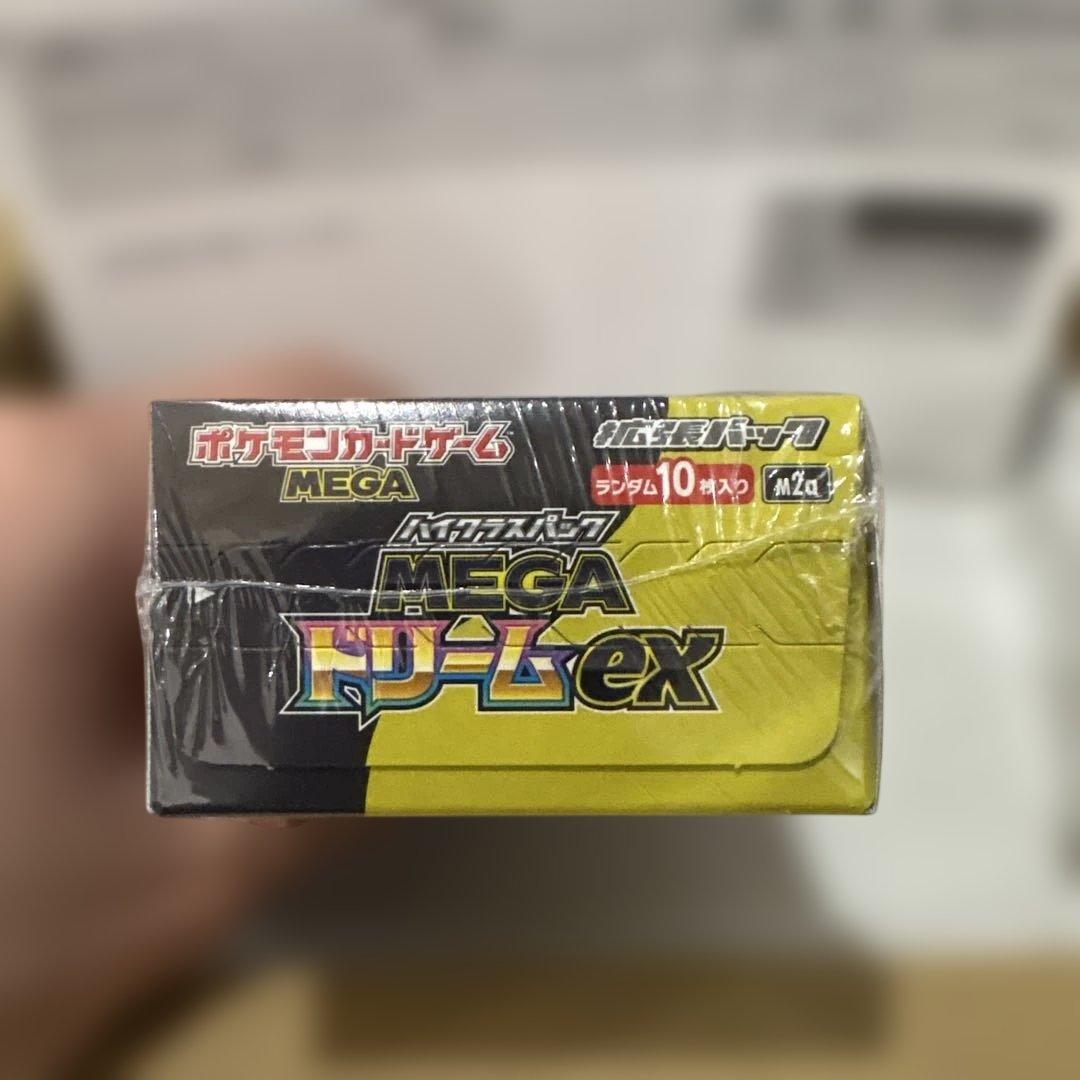 ポケモンカードゲーム
MEGA
拡張パック
ランダム10枚入り
M2a
ハイクラスパック
MEGA
ドリームex